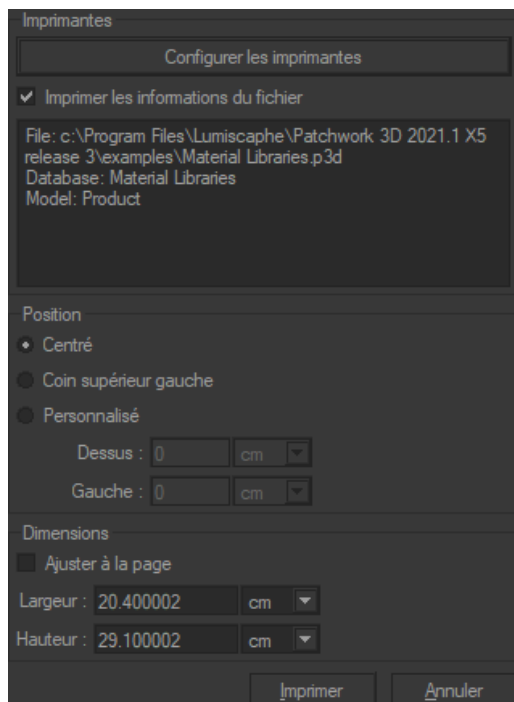 Imprimantes
Configurer les imprimantes
Imprimer les informations du fichier
File: c:\Program Files\Lumiscaphe\Patchwork 3D 2021.1 X5
release 3\examples\Material Libraries.p3d
Database: Material Libraries
Model: Product
Position
Centré
Coin supérieur gauche
Personnalisé
Dessus : 0 cm
Gauche : 0 cm
Dimensions
Ajuster à la page
Largeur : 20.400002 cm
Hauteur : 29.100002 cm
Imprimer Annuler